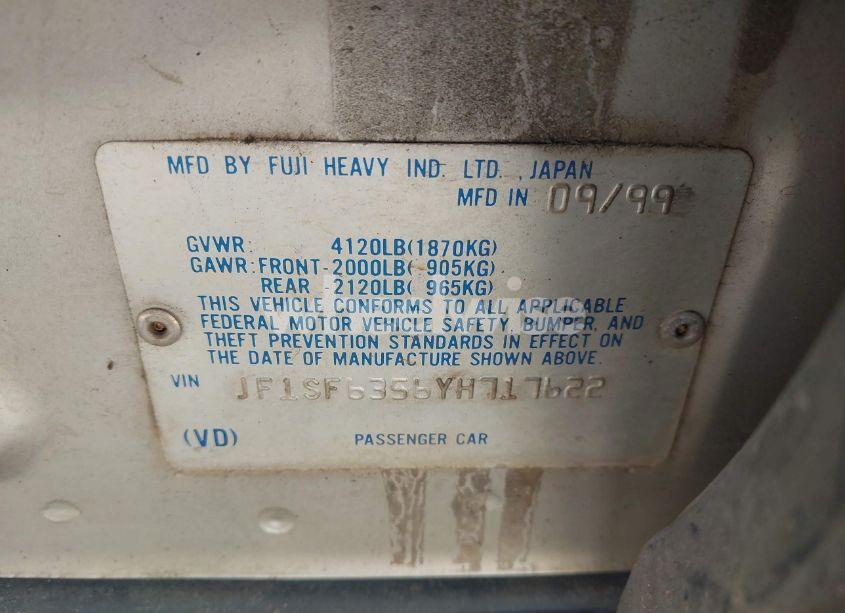 MFD BY FUJI HEAVY IND. LTD., JAPAN
MFD IN 09/99
GVWR: 4120LB(1870KG)
GAWR: FRONT-2000LB( 905KG)
REAR -2120LB( 965KG)
THIS VEHICLE CONFORMS TO ALL APPLICABLE
FEDERAL MOTOR VEHICLE SAFETY, BUMPER, AND
THEFT PREVENTION STANDARDS IN EFFECT ON
THE DATE OF MANUFACTURE SHOWN ABOVE.
VIN JF1SF6356YH717622
(VD) PASSENGER CAR